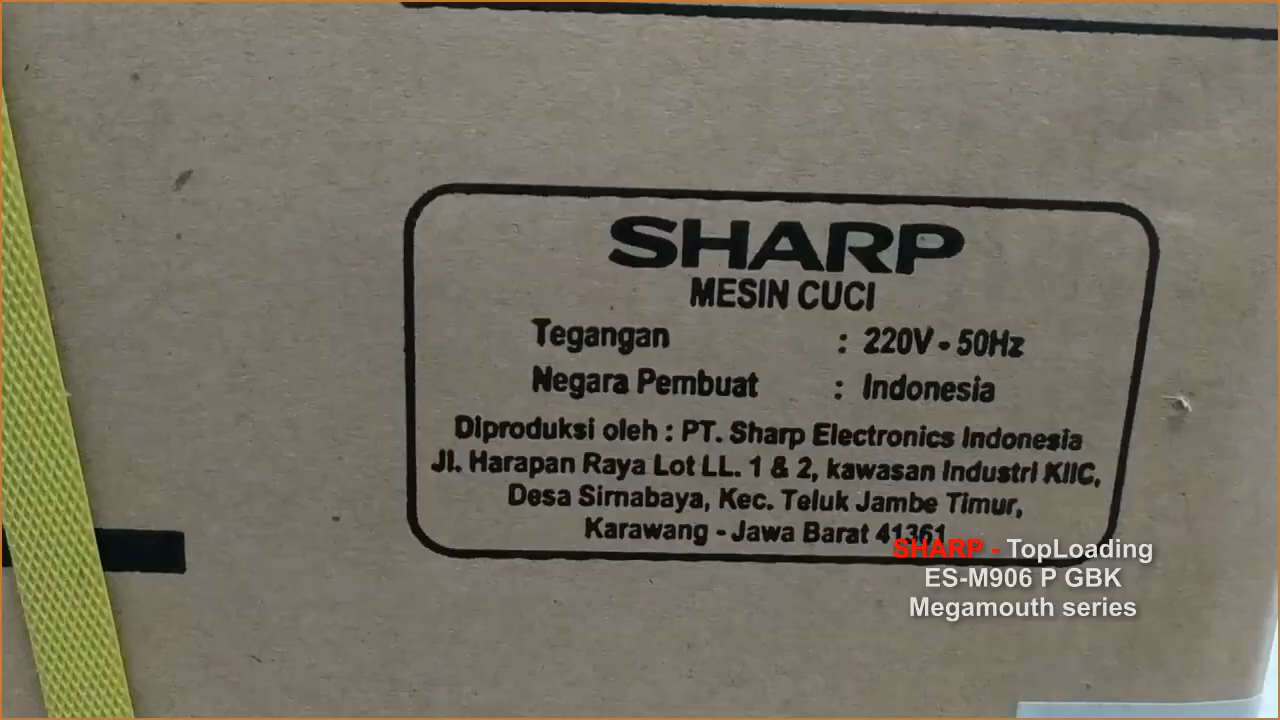 SHARP
MESIN CUCI
Tegangan : 220V - 50Hz
Negara Pembuat : Indonesia
Diproduksi oleh : PT. Sharp Electronics Indonesia
Jl. Harapan Raya Lot LL. 1 & 2, kawasan Industri KIIC,
Desa Sirnabaya, Kec. Teluk Jambe Timur,
Karawang - Jawa Barat 41361
SHARP - TopLoading
ES-M906 P GBK
Megamouth series